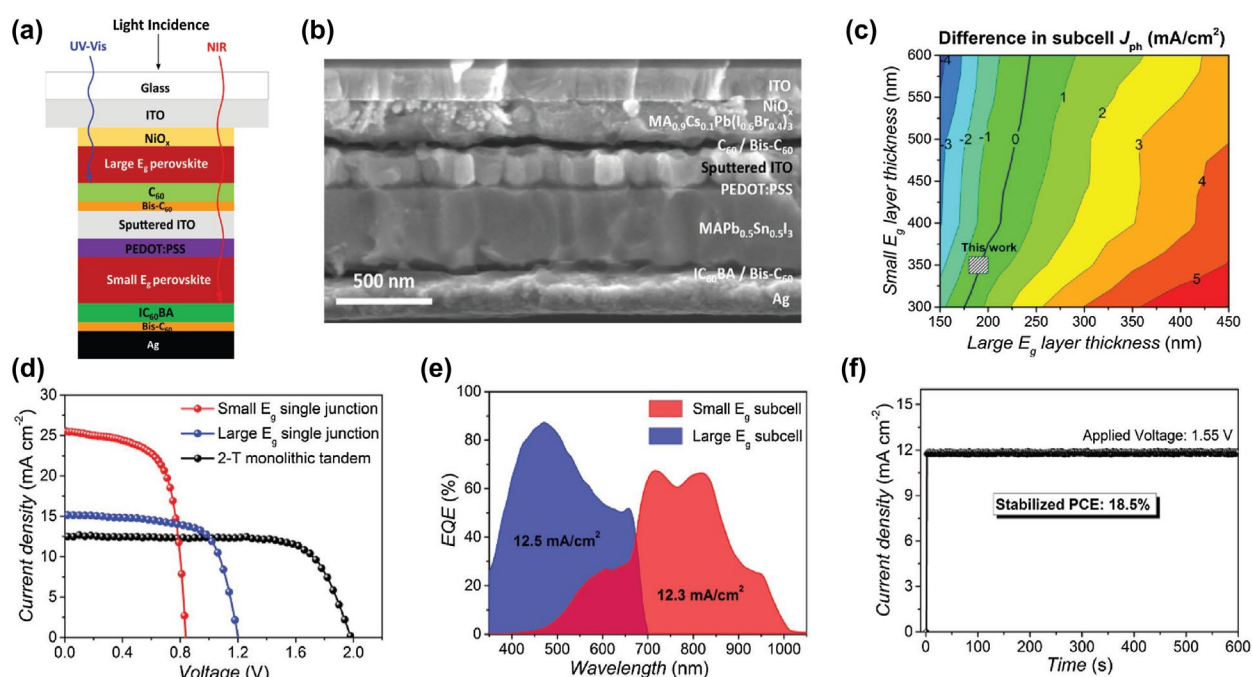 (a)
Light Incidence
UV-Vis
NIR
Glass
ITO
NiOₓ
Large E_g perovskite
C₆₀
Bis-C₆₀
Sputtered ITO
PEDOT:PSS
Small E_g perovskite
IC₆₀BA
Bis-C₆₀
Ag
(b)
ITO
NiOₓ
MA₀.₉Cs₀.₁Pb(I₀.₆Br₀.₄)₃
C₆₀ / Bis-C₆₀
Sputtered ITO
PEDOT:PSS
MAPb₀.₅Sn₀.₅I₃
IC₆₀BA / Bis-C₆₀
Ag
500 nm
(c)
Difference in subcell J_ph (mA/cm²)
Small E_g layer thickness (nm)
600
550
500
450
400
350
300
-4
-3
-2
-1
0
1
2
3
4
5
This work
150 200 250 300 350 400 450
Large E_g layer thickness (nm)
(d)
Current density (mA cm⁻²)
30
25
20
15
10
5
0
Small E_g single junction
Large E_g single junction
2-T monolithic tandem
0.0 0.4 0.8 1.2 1.6 2.0
Voltage (V)
(e)
EQE (%)
100
80
60
40
20
0
Small E_g subcell
Large E_g subcell
12.5 mA/cm²
12.3 mA/cm²
400 500 600 700 800 900 1000
Wavelength (nm)
(f)
Current density (mA cm⁻²)
15
12
9
6
3
0
Applied Voltage: 1.55 V
Stabilized PCE: 18.5%
0 100 200 300 400 500 600
Time (s)